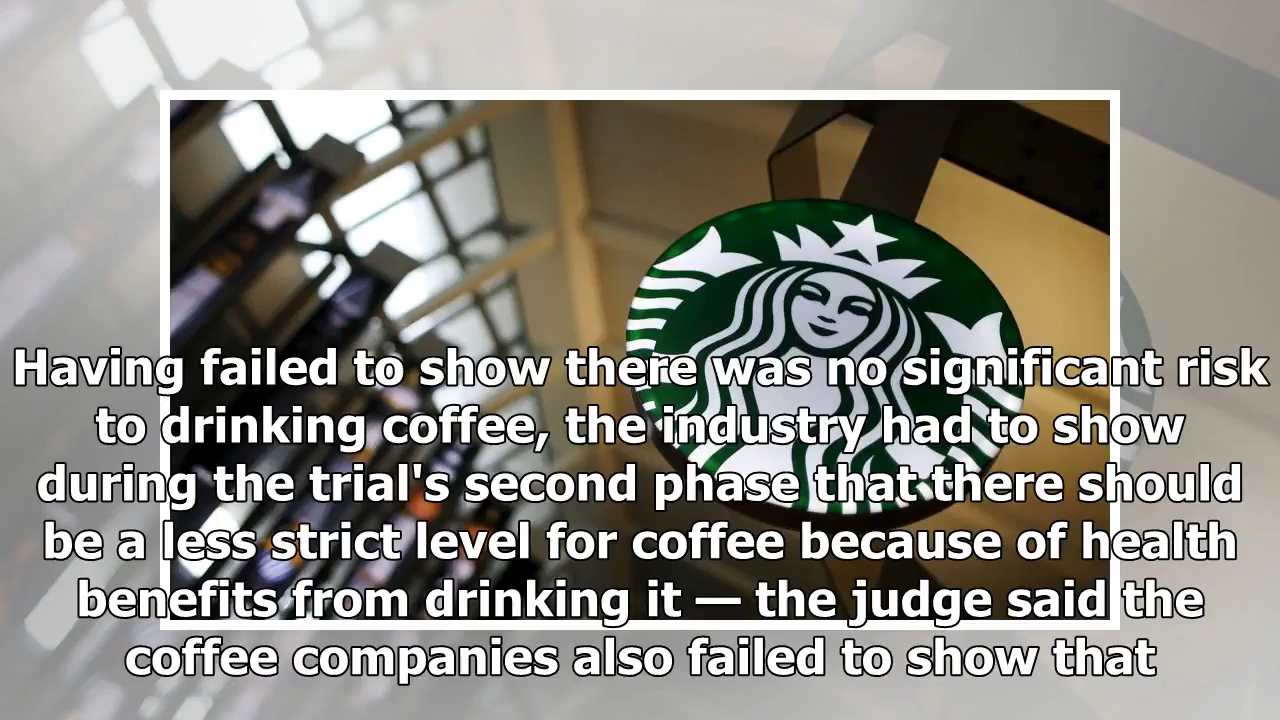 Having failed to show there was no significant risk
to drinking coffee, the industry had to show
during the trial's second phase that there should
be a less strict level for coffee because of health
benefits from drinking it — the judge said the
coffee companies also failed to show that